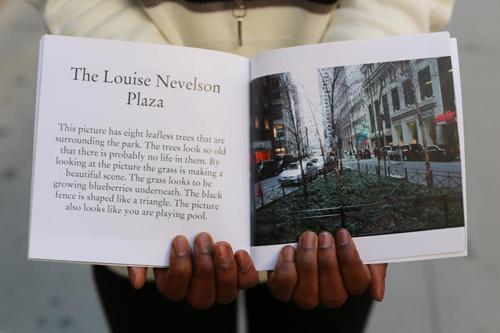 The Louise Nevelson
Plaza
This picture has eight leafless trees that are
surrounding the park. The trees look so old
that there is probably no life in them. By
looking at the picture the grass is making a
beautiful scene. The grass looks to be
growing blueberries underneath. The black
fence is shaped like a triangle. The picture
also looks like you are playing pool.